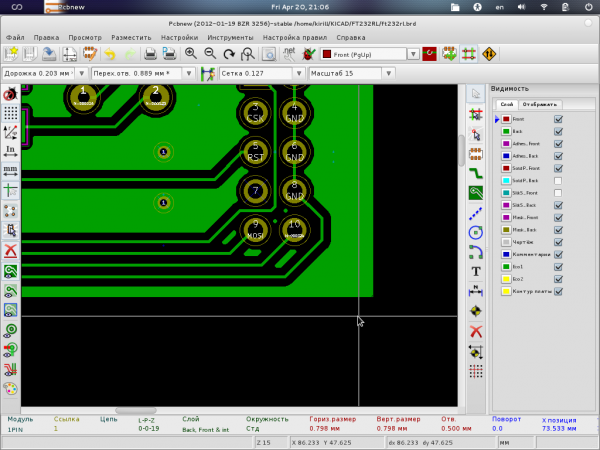 Pcbnew
Fri Apr 20, 21:06
Pcbnew (2012-01-19 BZR 3256)-stable /home/kirill/KICAD/FT232RL/ft232rl.brd
Файл Правка Просмотр Разместить Настройки Инструменты Настройка правил Справка
.net Front (PgUp)
Дорожка 0.203 мм * Перех.отв. 0.889 мм * Сетка 0.127 Масштаб 15
Видимость
Слой Отображать
Front
Back
Adhes_Front
Adhes_Back
SoldP_Front
SoldP_Back
SilkS_Front
SilkS_Back
Mask_Front
Mask_Back
Чертёж
Комментарии
Eco1
Eco2
Контур платы
In
mm
1 2
3 CSK 4 GND
5 RST 6 GND
7 8 GND
9 MOSI 10
1
1
T
N
Модуль Ссылка Цепь L-P-Z Слой Окружность Гориз.размер Верт.размер Отв. Поворот X позиция
1PIN 1 0-0-19 Back, Front & int Стд 0.798 мм 0.798 мм 0.500 мм 0.0 73.533 мм
Z 15 X 86.233 Y 47.625 dx 86.233 dy 47.625 мм